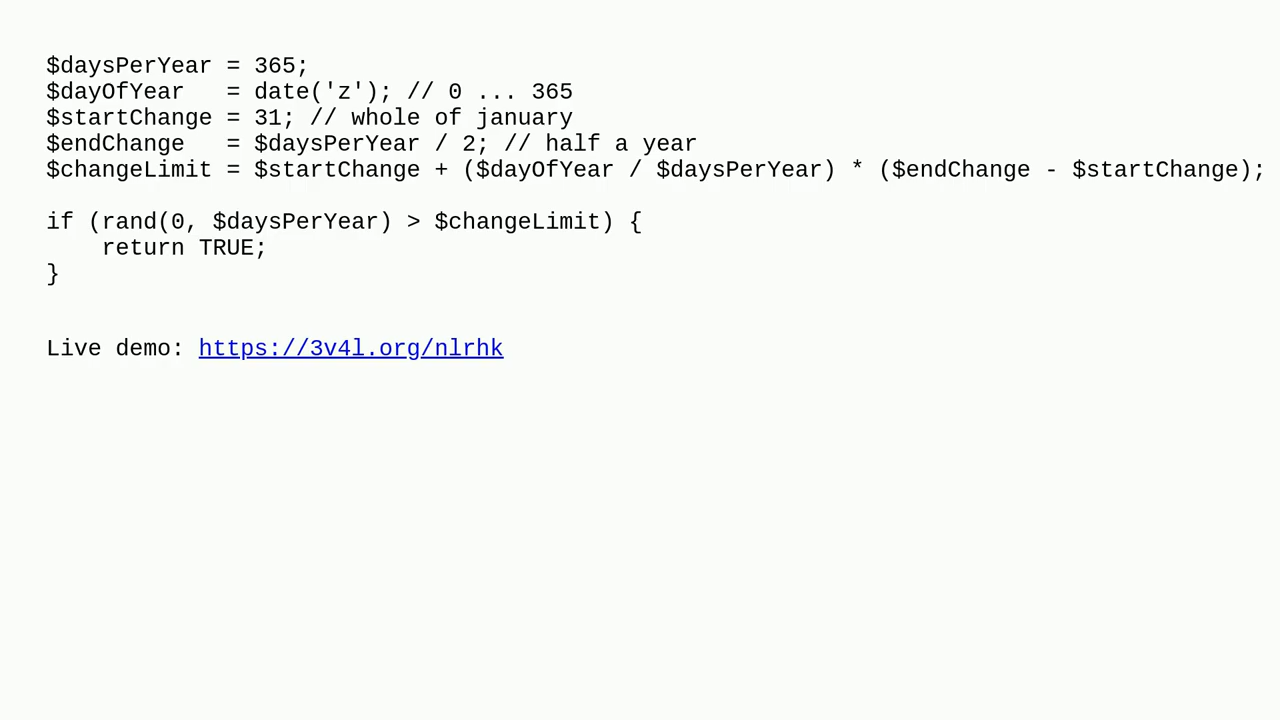 $daysPerYear = 365;
$dayOfYear   = date('z'); // 0 ... 365
$startChange = 31; // whole of january
$endChange   = $daysPerYear / 2; // half a year
$changeLimit = $startChange + ($dayOfYear / $daysPerYear) * ($endChange - $startChange);
if (rand(0, $daysPerYear) > $changeLimit) {
    return TRUE;
}
Live demo: https://3v4l.org/nlrhk